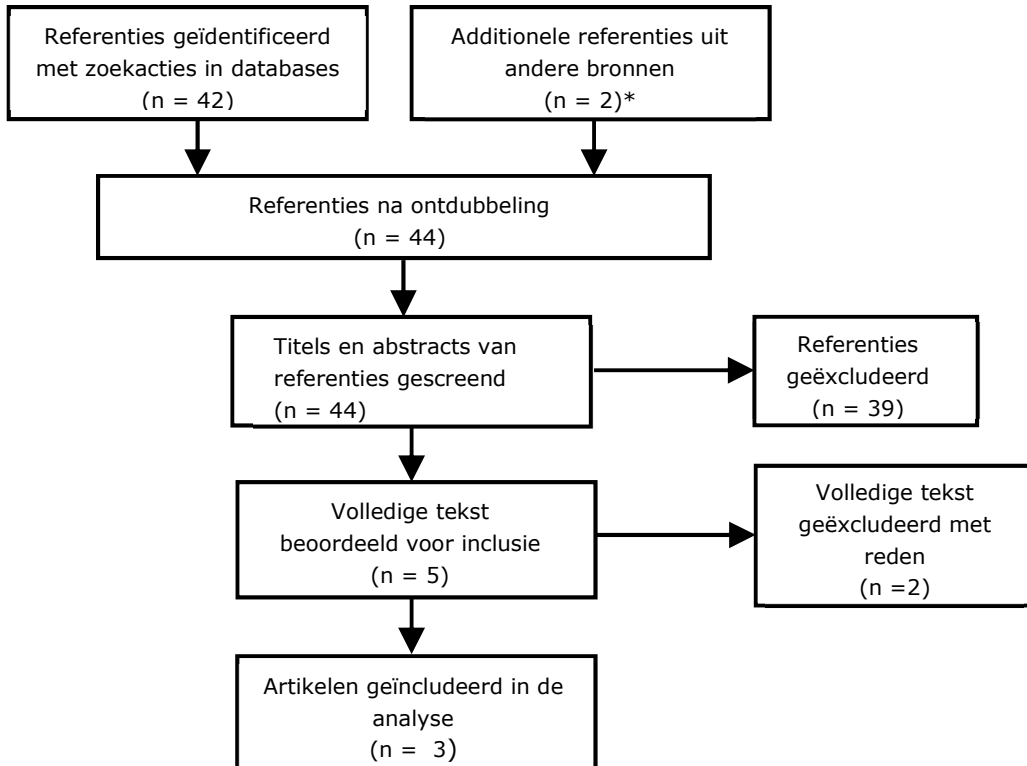 Referenties geïdentificeerd
met zoekacties in databases
(n = 42)
Additionele referenties uit
andere bronnen
(n = 2)*
Referenties na ontdubbeling
(n = 44)
Titels en abstracts van
referenties gescreend
(n = 44)
Referenties
geëxcludeerd
(n = 39)
Volledige tekst
beoordeeld voor inclusie
(n = 5)
Volledige tekst
geëxcludeerd met
reden
(n =2)
Artikelen geïncludeerd in de
analyse
(n =  3)